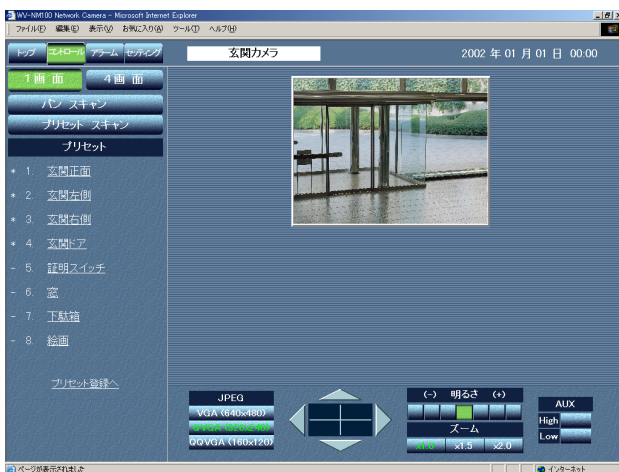 WV-NM100 Network Camera - Microsoft Internet Explorer
ファイル(F) 編集(E) 表示(V) お気に入り(A) ツール(T) ヘルプ(H)
トップ コントロール アラーム セッティング
玄関カメラ
2002 年 01 月 01 日 00:00
1 画 面
4 画 面
パン スキャン
プリセット スキャン
プリセット
* 1. 玄関正面
* 2. 玄関左側
* 3. 玄関右側
* 4. 玄関ドア
- 5. 証明スイッチ
- 6. 窓
- 7. 下駄箱
- 8. 絵画
プリセット登録へ
JPEG
VGA (640x480)
QVGA (320x240)
QQVGA (160x120)
(-) 明るさ (+)
ズーム
x1.0 x1.5 x2.0
AUX
High
Low
ページが表示されました
インターネット